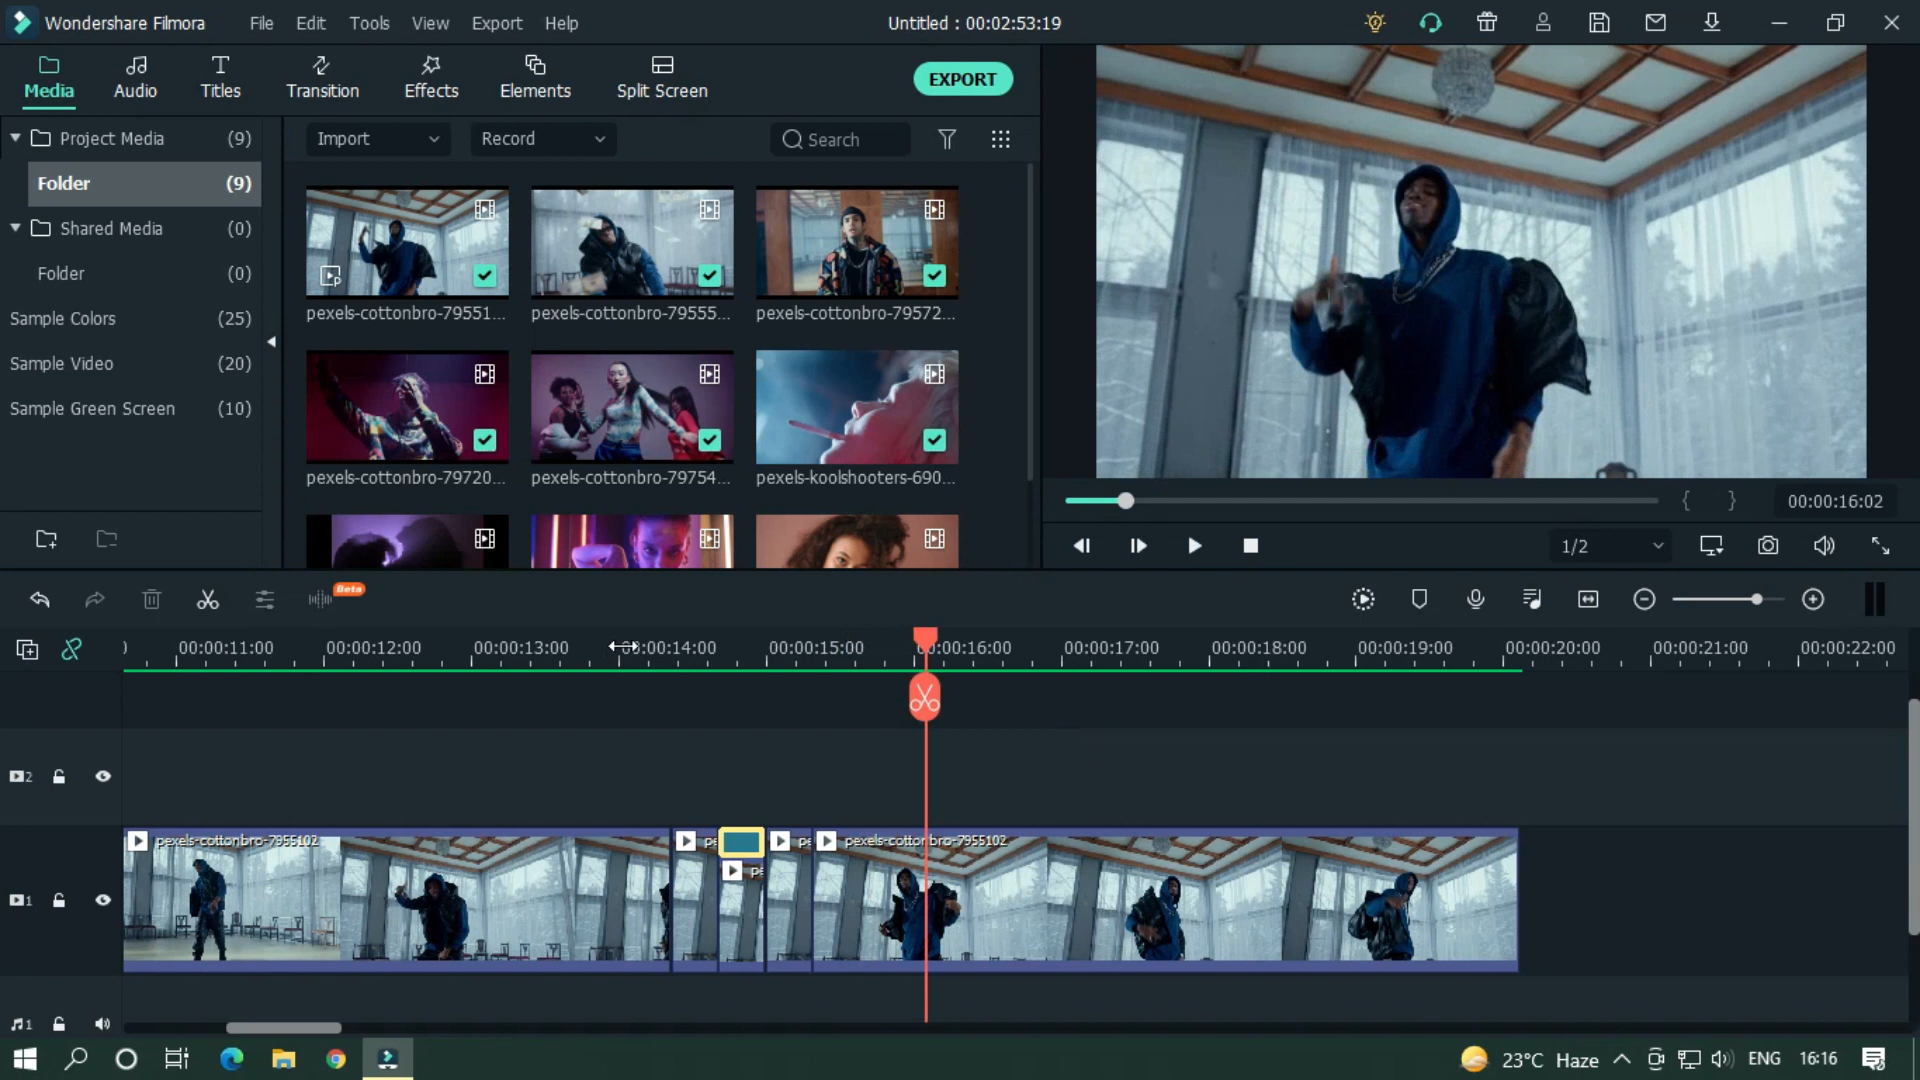 Wondershare Filmora File Edit Tools View Export Help Untitled : 00:02:53:19
Media Audio Titles Transition Effects Elements Split Screen EXPORT
Project Media (9) Import Record Search
Folder (9)
Shared Media (0)
Folder (0)
Sample Colors (25)
Sample Video (20)
Sample Green Screen (10)
pexels-cottonbro-79551... pexels-cottonbro-79555... pexels-cottonbro-79572...
pexels-cottonbro-79720... pexels-cottonbro-79754... pexels-koolshooters-690...
00:00:16:02
1/2
Beta
00:00:11:00 00:00:12:00 00:00:13:00 00:00:14:00 00:00:15:00 00:00:16:00 00:00:17:00 00:00:18:00 00:00:19:00 00:00:20:00 00:00:21:00 00:00:22:00
2
pexels-cottonbro-7955102 pe pe pexels-cottonbro-7955102
pe
1
1
23°C Haze ENG 16:16